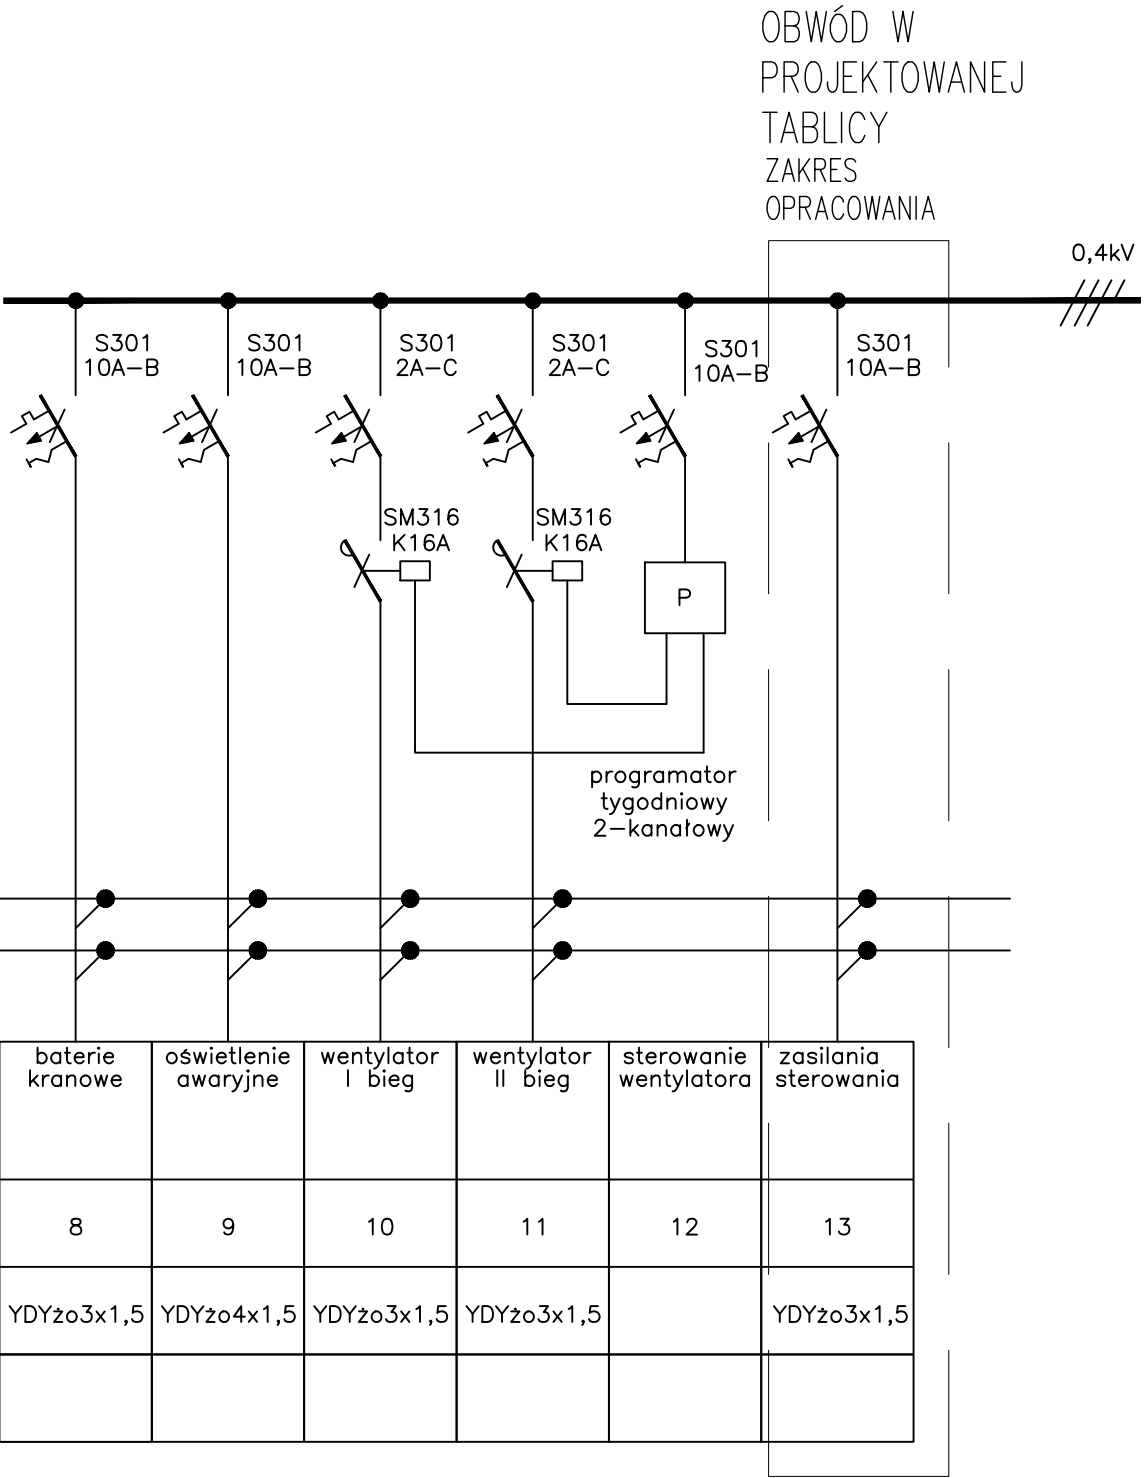 OBWÓD W
PROJEKTOWANEJ
TABLICY
ZAKRES
OPRACOWANIA
0,4kV
S301
10A-B
S301
10A-B
S301
2A-C
S301
2A-C
S301
10A-B
S301
10A-B
SM316
K16A
SM316
K16A
P
programator
tygodniowy
2-kanałowy
baterie
kranowe
oświetlenie
awaryjne
wentylator
I bieg
wentylator
II bieg
sterowanie
wentylatora
zasilania
sterowania
8
9
10
11
12
13
YDYżo3x1,5
YDYżo4x1,5
YDYżo3x1,5
YDYżo3x1,5
YDYżo3x1,5